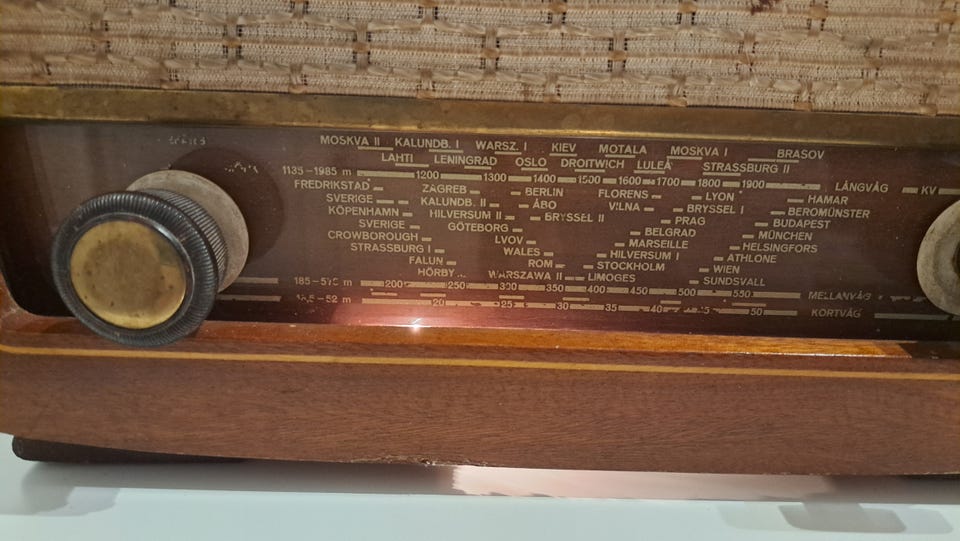 MOSKVA II KALUNDB. I WARSZ. I KIEV MOTALA MOSKVA I BRASOV
LAHTI LENINGRAD OSLO DROITWICH LULEÅ STRASSBURG II
1135-1985 m 1200 1300 1400 1500 1600 1700 1800 1900 LÅNGVÅG KV
FREDRIKSTAD ZAGREB BERLIN FLORENS LYON HAMAR
SVERIGE KALUNDB. II ÅBO VILNA BRYSSEL I BEROMÜNSTER
KÖPENHAMN HILVERSUM II BRYSSEL II PRAG BUDAPEST
SVERIGE GÖTEBORG BELGRAD MÜNCHEN
CROWBOROUGH LVOV MARSEILLE HELSINGFORS
STRASSBURG I WALES HILVERSUM I ATHLONE
FALUN ROM STOCKHOLM WIEN
HÖRBY WARSZAWA II LIMOGES SUNDSVALL
185-575 m 200 250 300 350 400 450 500 550 MELLANVÅG
16,5-52 m 20 25 30 35 40 45 50 KORTVÅG